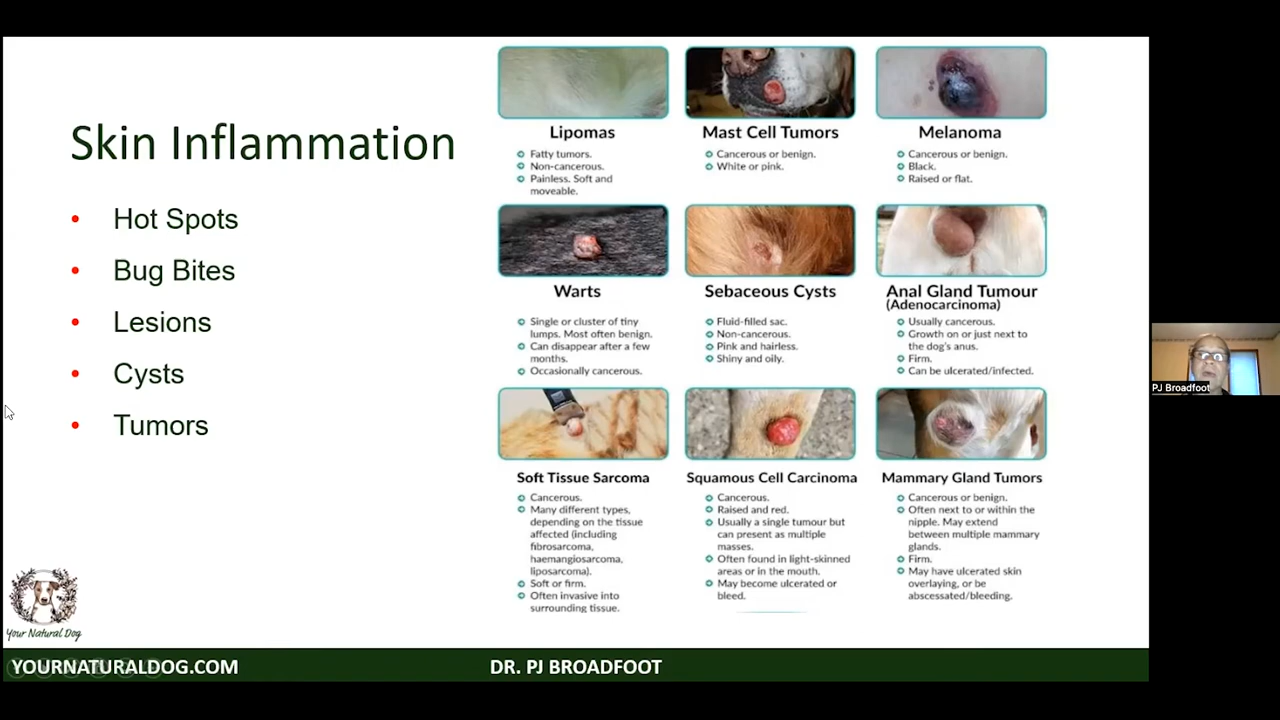 Skin Inflammation
• Hot Spots
• Bug Bites
• Lesions
• Cysts
• Tumors
Lipomas
Fatty tumors.
Non-cancerous.
Painless. Soft and
moveable.
Mast Cell Tumors
Cancerous or benign.
White or pink.
Melanoma
Cancerous or benign.
Black.
Raised or flat.
Warts
Single or cluster of tiny
lumps. Most often benign.
Can disappear after a few
months.
Occasionally cancerous.
Sebaceous Cysts
Fluid-filled sac.
Non-cancerous.
Pink and hairless.
Shiny and oily.
Anal Gland Tumour
(Adenocarcinoma)
Usually cancerous.
Growth on or just next to
the dog's anus.
Firm.
Can be ulcerated/infected.
Soft Tissue Sarcoma
Cancerous.
Many different types,
depending on the tissue
affected (including
fibrosarcoma,
haemangiosarcoma,
liposarcoma).
Soft or firm.
Often invasive into
surrounding tissue.
Squamous Cell Carcinoma
Cancerous.
Raised and red.
Usually a single tumour but
can present as multiple
masses.
Often found in light-skinned
areas or in the mouth.
May become ulcerated or
bleed.
Mammary Gland Tumors
Cancerous or benign.
Often next to or within the
nipple. May extend
between multiple mammary
glands.
Firm.
May have ulcerated skin
overlaying, or be
abscessated/bleeding.
Your Natural Dog
YOURNATURALDOG.COM
DR. PJ BROADFOOT
PJ Broadfoot